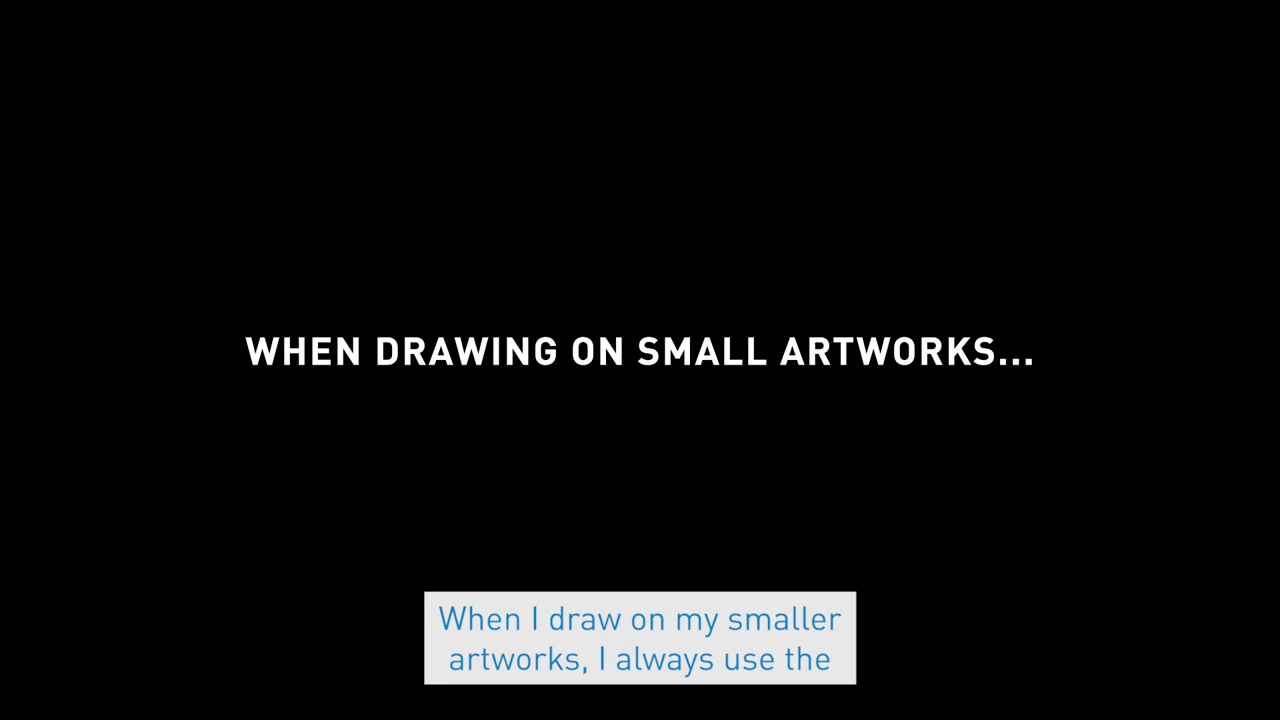 WHEN DRAWING ON SMALL ARTWORKS...
When I draw on my smaller
artworks, I always use the